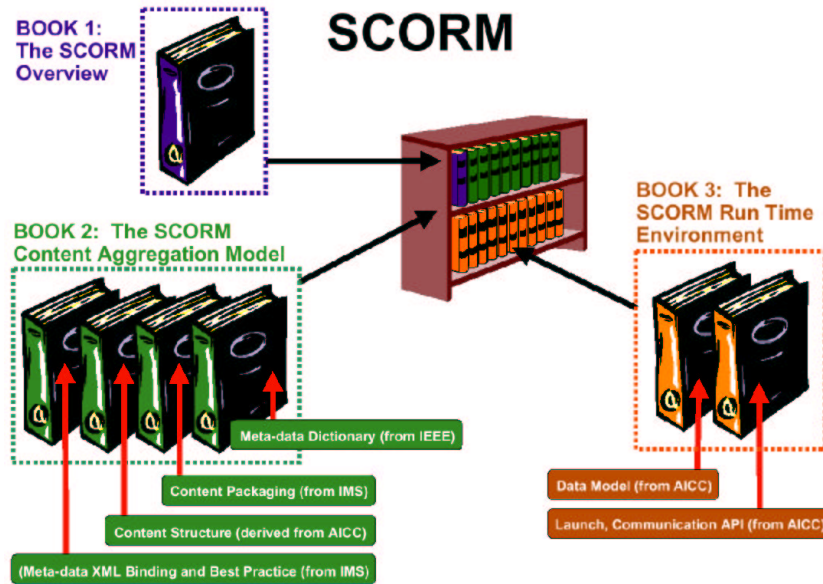 SCORM
BOOK 1:
The SCORM
Overview
BOOK 2: The SCORM
Content Aggregation Model
BOOK 3: The
SCORM Run Time
Environment
Meta-data Dictionary (from IEEE)
Content Packaging (from IMS)
Content Structure (derived from AICC)
(Meta-data XML Binding and Best Practice (from IMS)
Data Model (from AICC)
Launch, Communication API (from AICC)